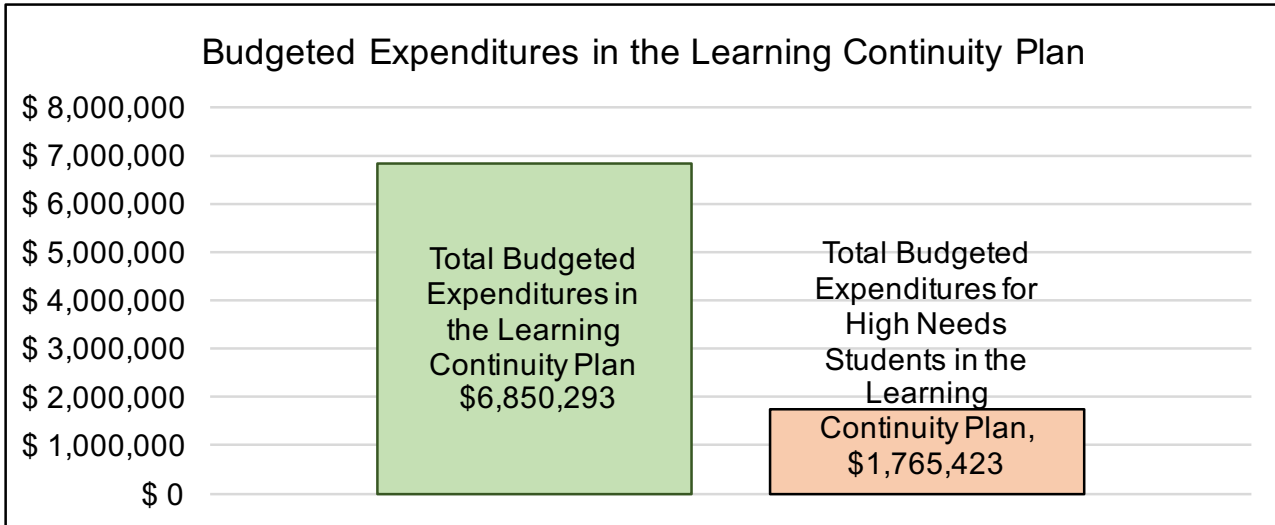 Budgeted Expenditures in the Learning Continuity Plan
$ 8,000,000
$ 7,000,000
$ 6,000,000
$ 5,000,000
$ 4,000,000
$ 3,000,000
$ 2,000,000
$ 1,000,000
$ 0
Total Budgeted
Expenditures in
the Learning
Continuity Plan
$6,850,293
Total Budgeted
Expenditures for
High Needs
Students in the
Learning
Continuity Plan,
$1,765,423